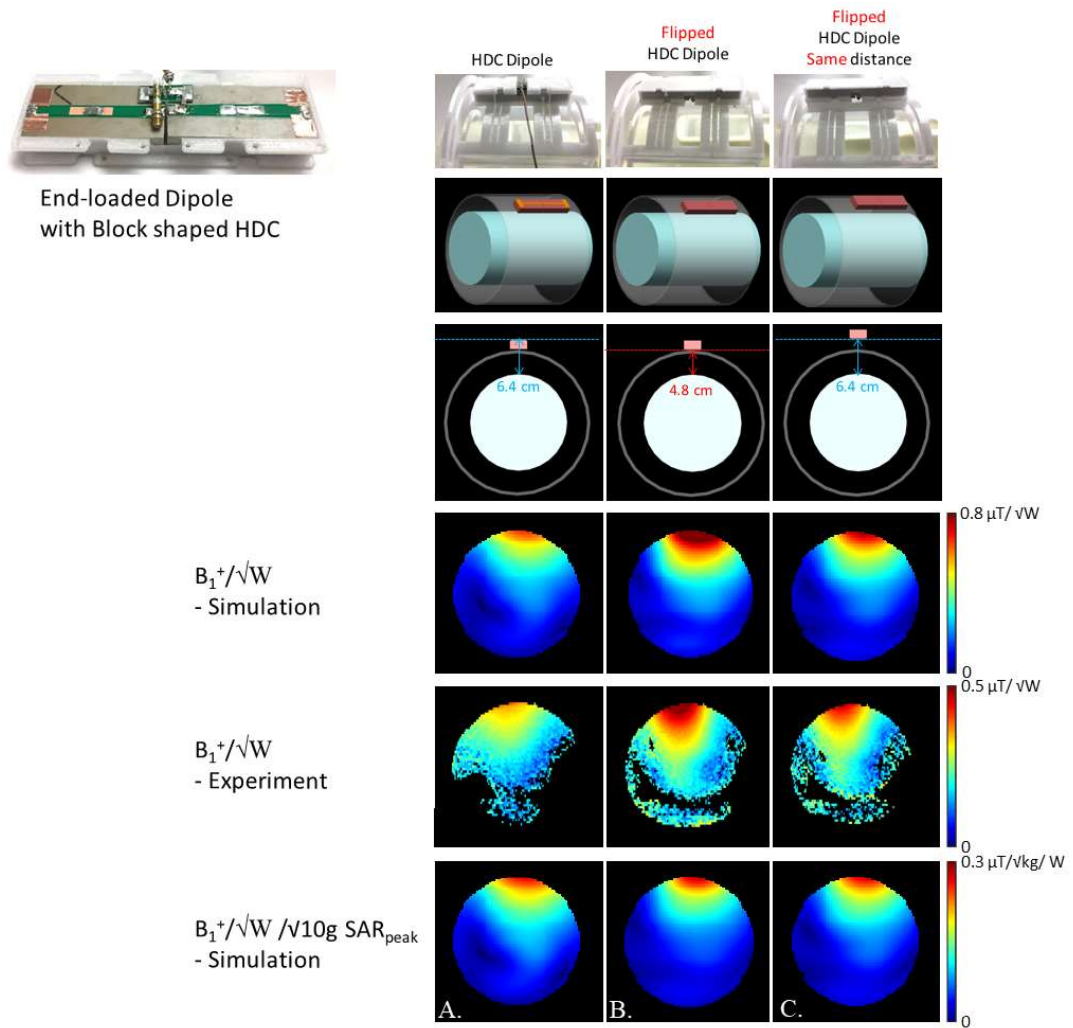 HDC Dipole
Flipped
HDC Dipole
Flipped
HDC Dipole
Same distance
End-loaded Dipole
with Block shaped HDC
6.4 cm
4.8 cm
6.4 cm
B₁⁺/√W
- Simulation
0.8 μT/ √W
0
B₁⁺/√W
- Experiment
0.5 μT/ √W
0
B₁⁺/√W /√10g SARpeak
- Simulation
0.3 μT/√kg/ W
0
A.
B.
C.